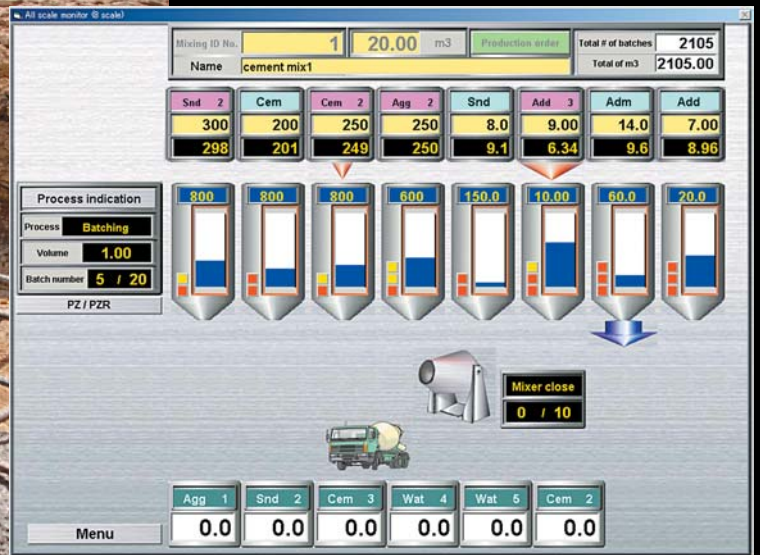 All scale monitor (8 scale)
Mixing ID No. 1 20.00 m3 Production order Total # of batches 2105
Name cement mix1 Total of m3 2105.00
Snd 2 Cem Cem 2 Agg 2 Snd Add 3 Adm Add
300 200 250 250 8.0 9.00 14.0 7.00
298 201 249 250 9.1 6.34 9.6 8.96
800 800 800 600 150.0 10.00 60.0 20.0
Process indication
Process Batching
Volume 1.00
Batch number 5 / 20
PZ / PZR
Mixer close
0 / 10
Agg 1 Snd 2 Cem 3 Wat 4 Wat 5 Cem 2
0.0 0.0 0.0 0.0 0.0 0.0
Menu